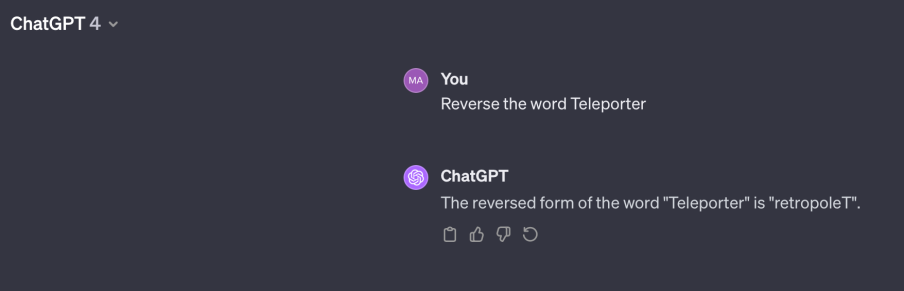 ChatGPT 4
MA
You
Reverse the word Teleporter
ChatGPT
The reversed form of the word "Teleporter" is "retropoleT".